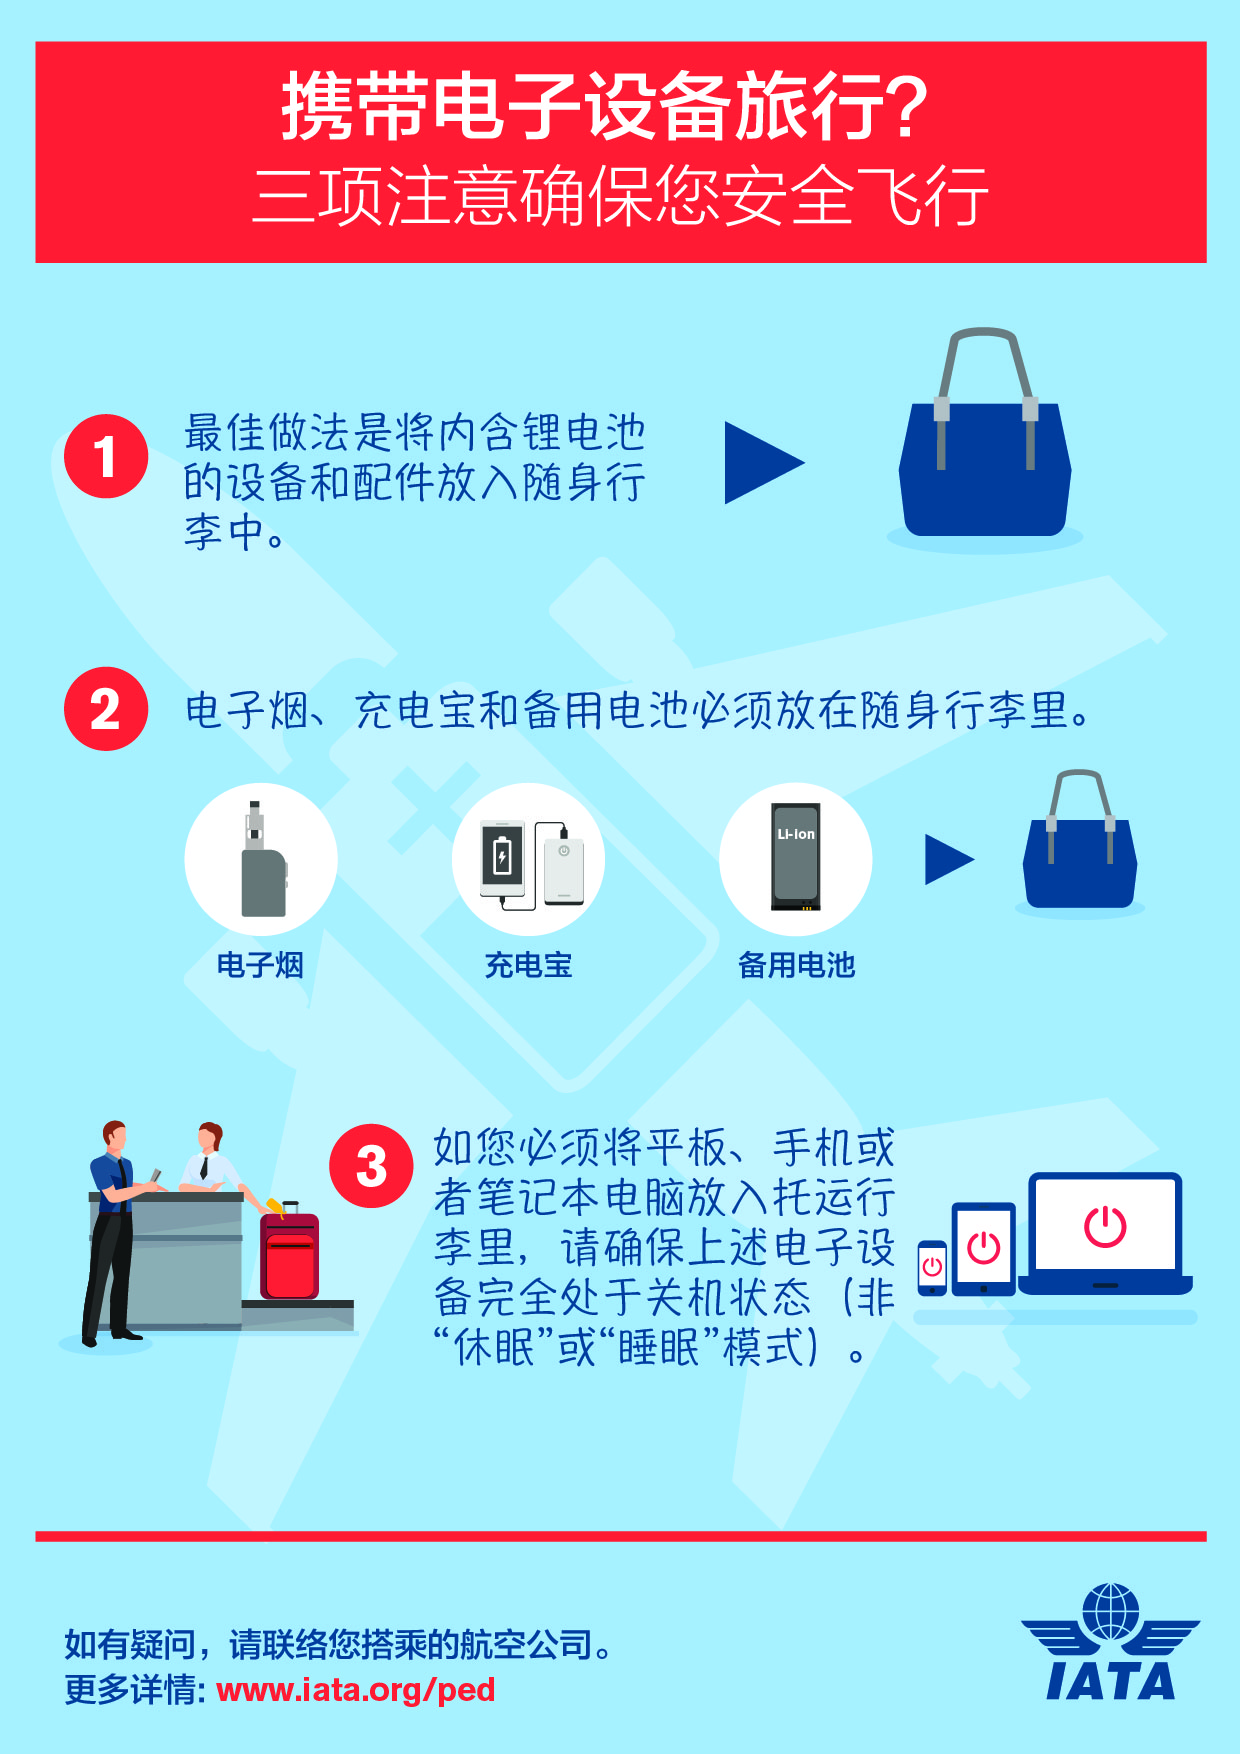 携带电子设备旅行?
三项注意确保您安全飞行
1
最佳做法是将内含锂电池
的设备和配件放入随身行
李中。
2
电子烟、充电宝和备用电池必须放在随身行李里。
Li-ion
电子烟
充电宝
备用电池
3
如您必须将平板、手机或
者笔记本电脑放入托运行
李里，请确保上述电子设
备完全处于关机状态（非
“休眠”或“睡眠”模式）。
如有疑问，请联络您搭乘的航空公司。
更多详情: www.iata.org/ped
IATA